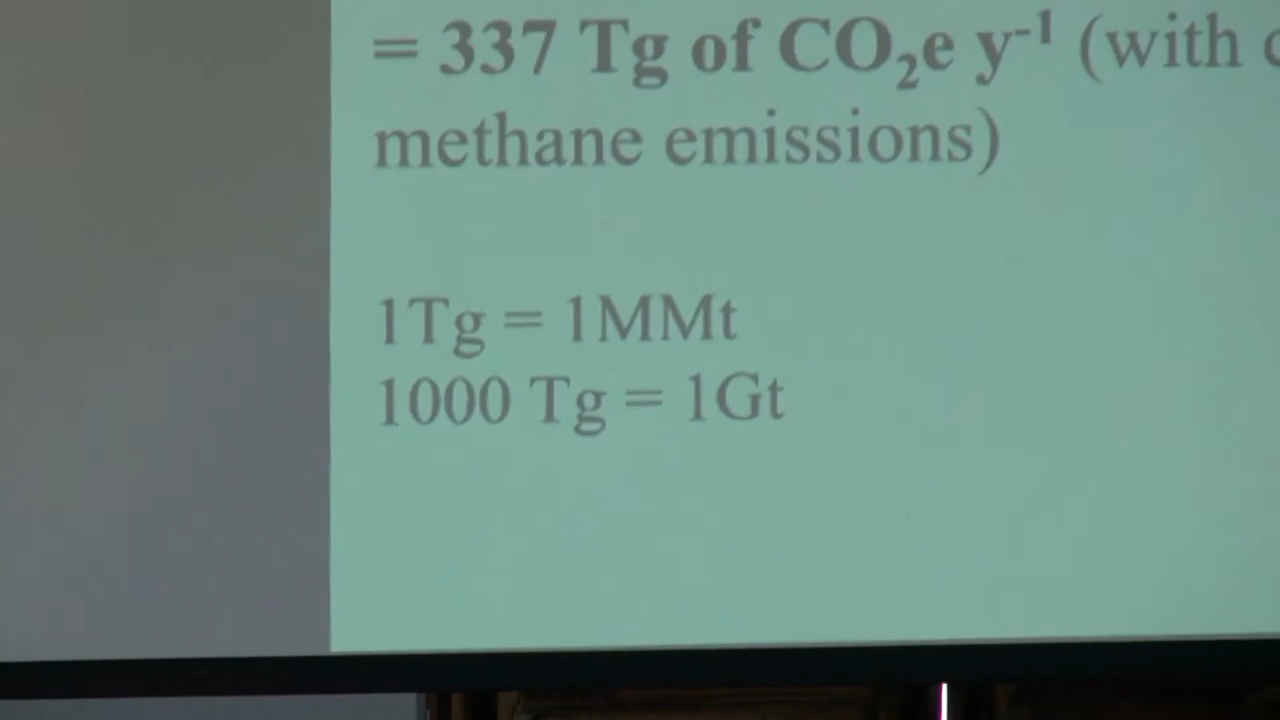 = 337 Tg of CO₂e y⁻¹ (with
methane emissions)
1Tg = 1MMt
1000 Tg = 1Gt